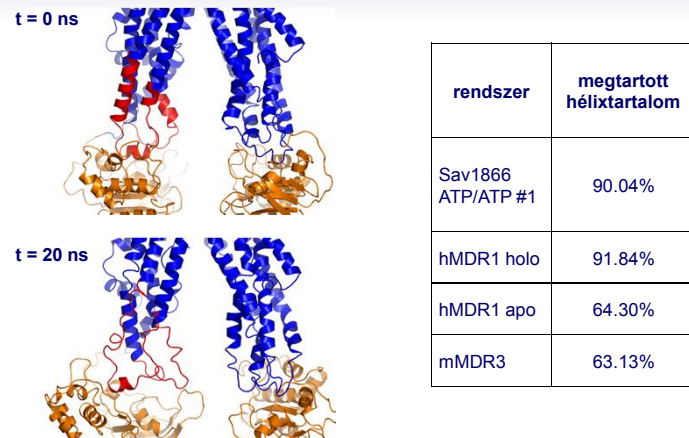 t = 0 ns
t = 20 ns
rendszer
megtartott
hélixtartalom
Sav1866
ATP/ATP #1
90.04%
hMDR1 holo
91.84%
hMDR1 apo
64.30%
mMDR3
63.13%